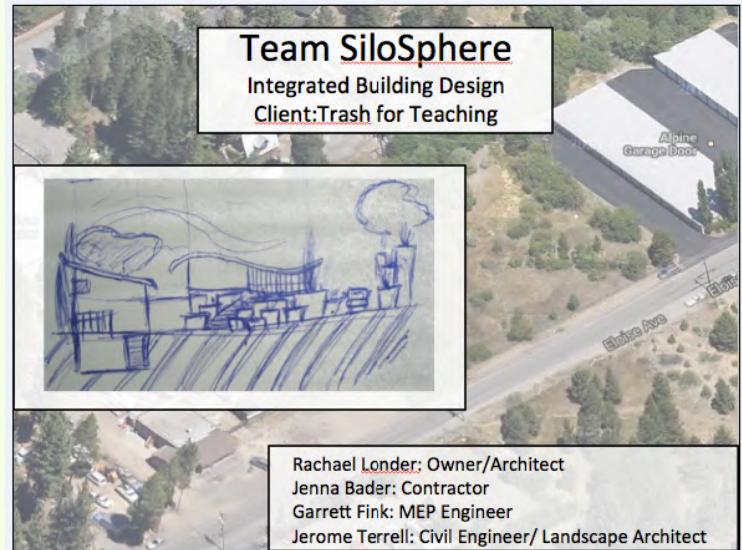 Team SiloSphere
Integrated Building Design
Client:Trash for Teaching
Alpine
Garage Door
Eloise Ave
Rachael Londer: Owner/Architect
Jenna Bader: Contractor
Garrett Fink: MEP Engineer
Jerome Terrell: Civil Engineer/ Landscape Architect